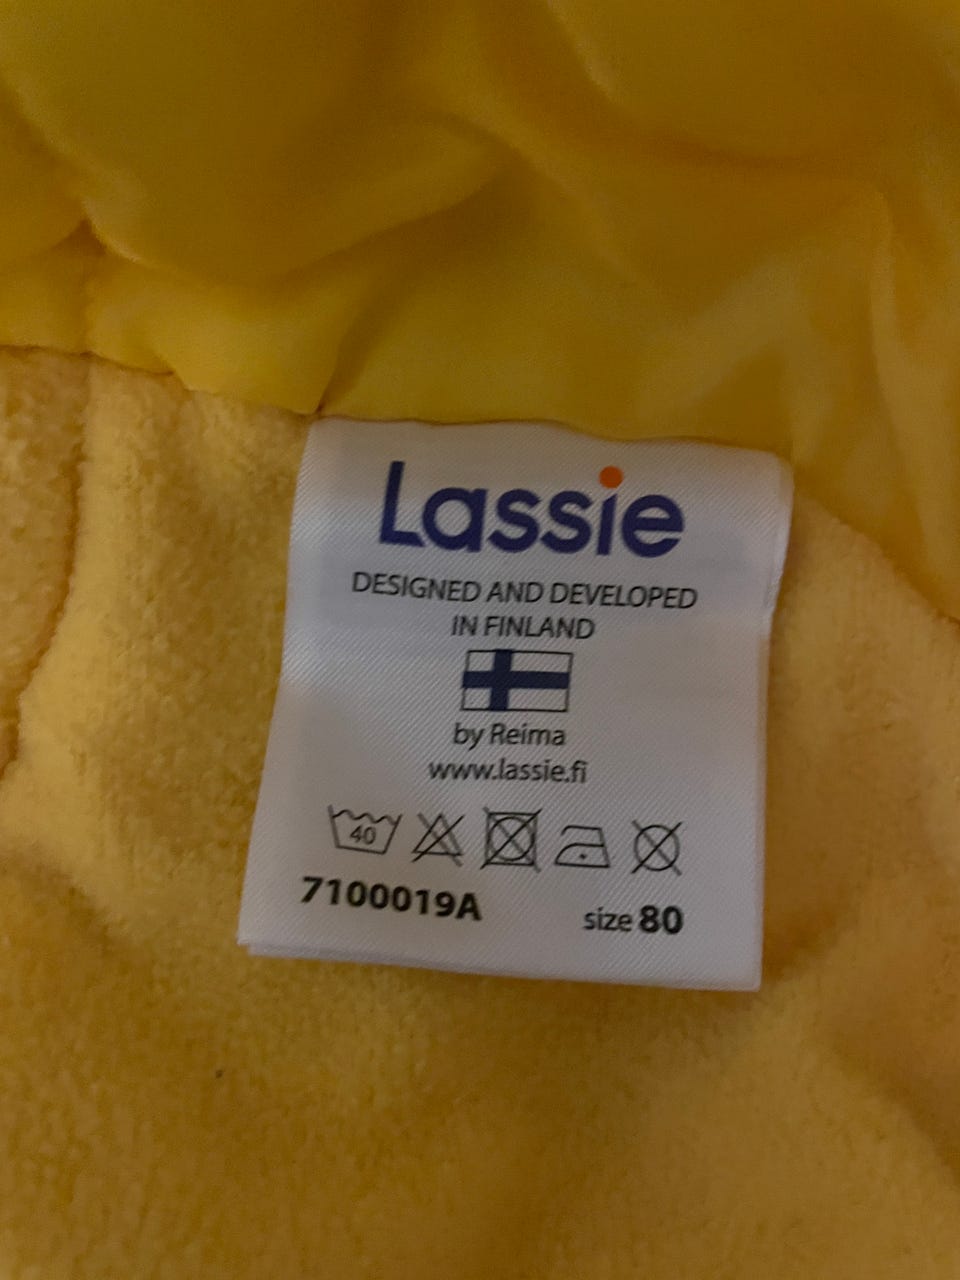 Lassie
DESIGNED AND DEVELOPED
IN FINLAND
by Reima
www.lassie.fi
40
7100019A size 80